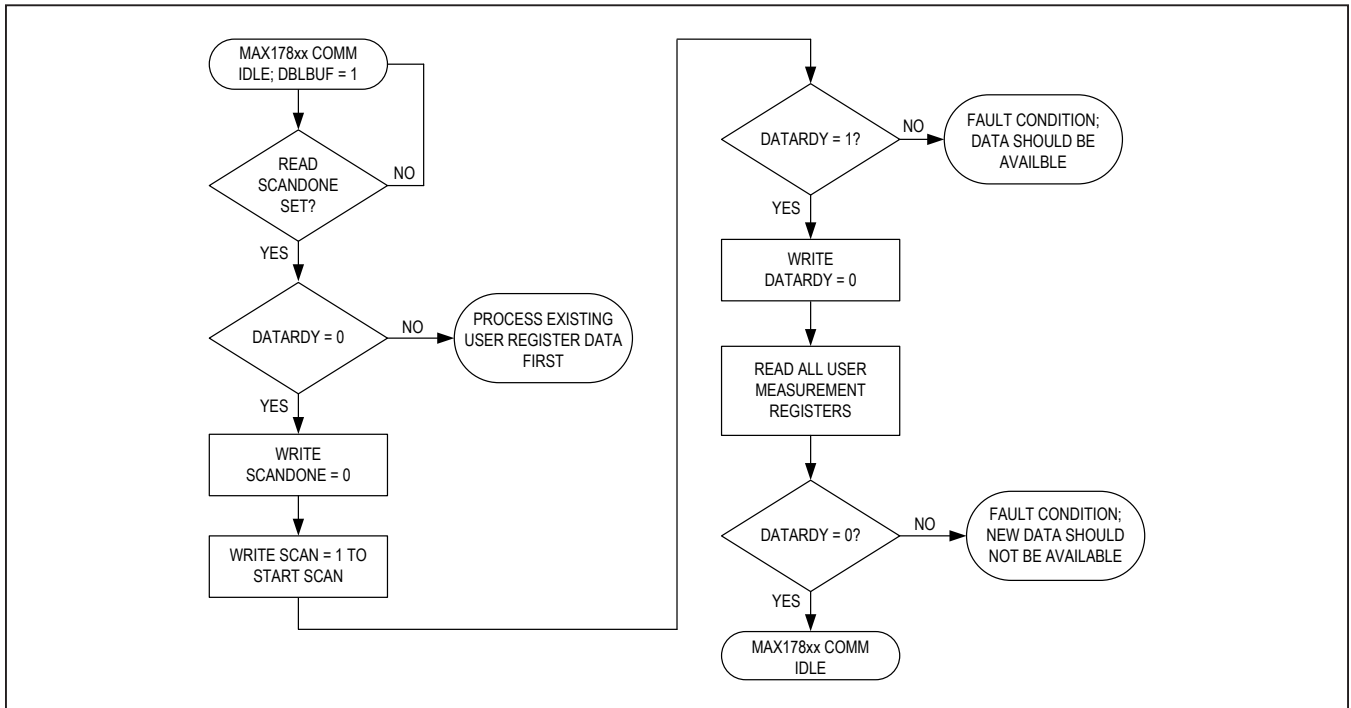 MAX178xx COMM
IDLE; DBLBUF = 1
READ
SCANDONE
SET?
NO
YES
DATARDY = 0
NO
PROCESS EXISTING
USER REGISTER DATA
FIRST
YES
WRITE
SCANDONE = 0
WRITE SCAN = 1 TO
START SCAN
DATARDY = 1?
NO
FAULT CONDITION;
DATA SHOULD BE
AVAILBLE
YES
WRITE
DATARDY = 0
READ ALL USER
MEASUREMENT
REGISTERS
DATARDY = 0?
NO
FAULT CONDITION;
NEW DATA SHOULD
NOT BE AVAILABLE
YES
MAX178xx COMM
IDLE